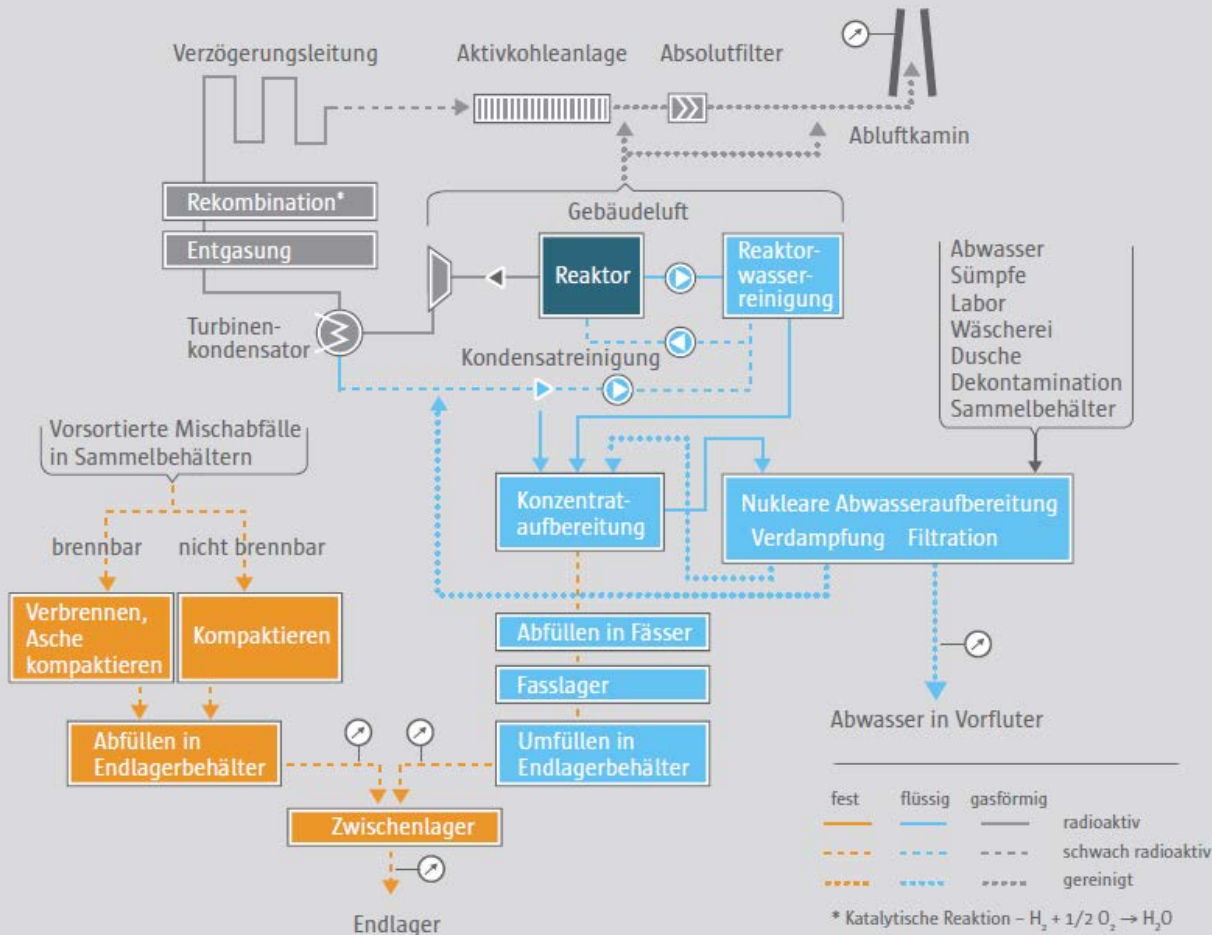 Verzögerungsleitung
Aktivkohleanlage
Absolutfilter
Abluftkamin
Rekombination*
Entgasung
Gebäudeluft
Reaktor
Reaktor-
wasser-
reinigung
Turbinen-
kondensator
Kondensatreinigung
Abwasser
Sümpfe
Labor
Wäscherei
Dusche
Dekontamination
Sammelbehälter
Vorsortierte Mischabfälle
in Sammelbehältern
brennbar
nicht brennbar
Konzentrat-
aufbereitung
Nukleare Abwasseraufbereitung
Verdampfung Filtration
Verbrennen,
Asche
kompaktieren
Kompaktieren
Abfüllen in Fässer
Fasslager
Abfüllen in
Endlagerbehälter
Umfüllen in
Endlagerbehälter
Abwasser in Vorfluter
Zwischenlager
Endlager
fest flüssig gasförmig
radioaktiv
schwach radioaktiv
gereinigt
* Katalytische Reaktion – H₂ + 1/2 O₂ → H₂O